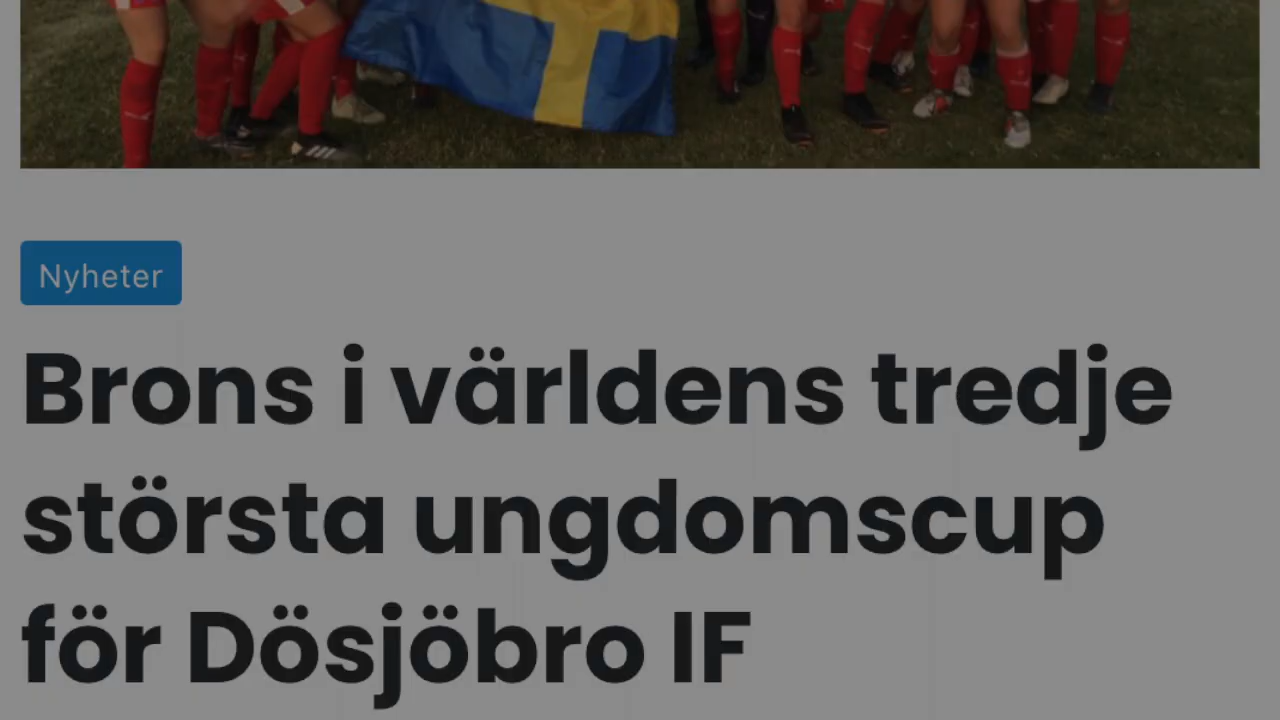 Nyheter
Brons i världens tredje
största ungdomscup
för Dösjöbro IF